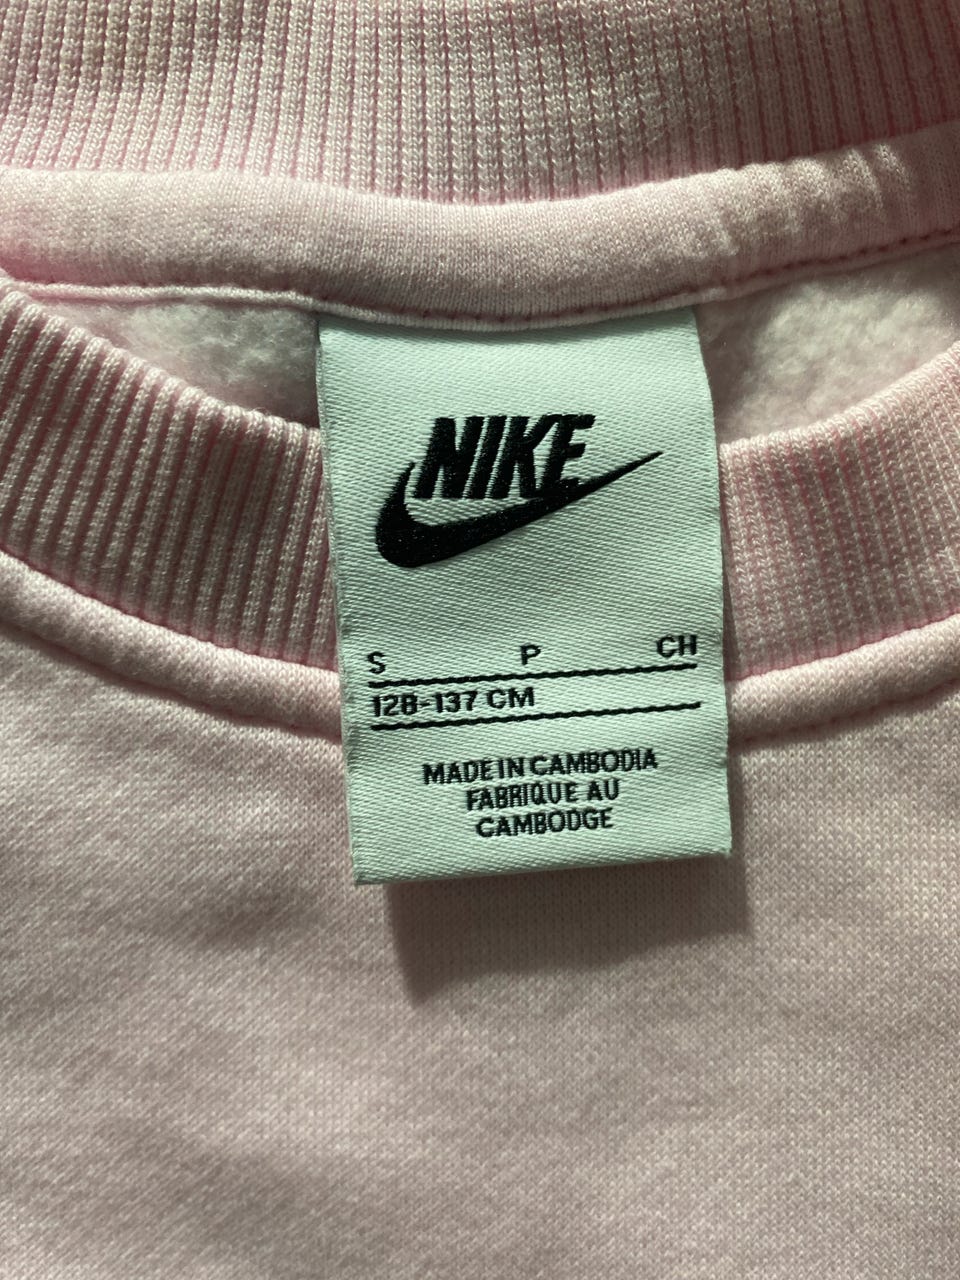 NIKE
S P CH
128-137 CM
MADE IN CAMBODIA
FABRIQUE AU
CAMBODGE